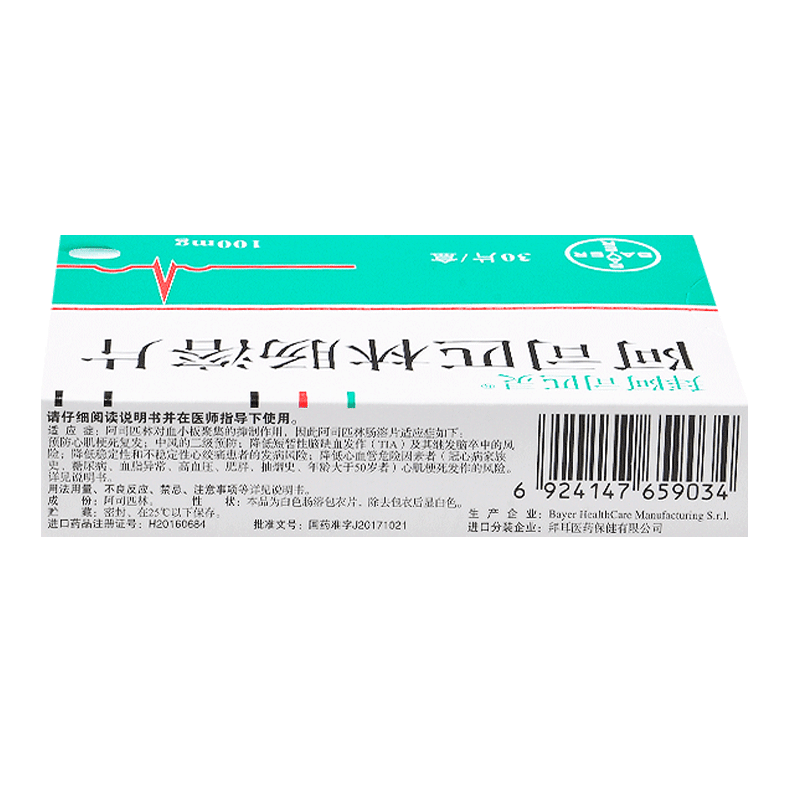 100mg
30片/盒
BAYER
BAYER
阿司匹林肠溶片
拜阿司匹灵®
请仔细阅读说明书并在医师指导下使用。
适 应 症：阿司匹林对血小板聚集的抑制作用，因此阿司匹林肠溶片适应症如下：
预防心肌梗死复发；中风的二级预防；降低短暂性脑缺血发作（TIA）及其继发脑卒中的风
险；降低稳定性和不稳定性心绞痛患者的发病风险；降低心血管危险因素者（冠心病家族
史、糖尿病、血脂异常、高血压、肥胖、抽烟史、年龄大于50岁者）心肌梗死发作的风险。
详见说明书。
用法用量、不良反应、禁忌、注意事项等详见说明书。
成 份：阿司匹林。 性 状：本品为白色肠溶包衣片，除去包衣后显白色。
贮 藏：密封，在25℃以下保存。
进口药品注册证号：H20160684 批准文号：国药准字J20171021
6 924147 659034
生 产 企 业：Bayer HealthCare Manufacturing S.r.l.
进口分装企业：拜耳医药保健有限公司